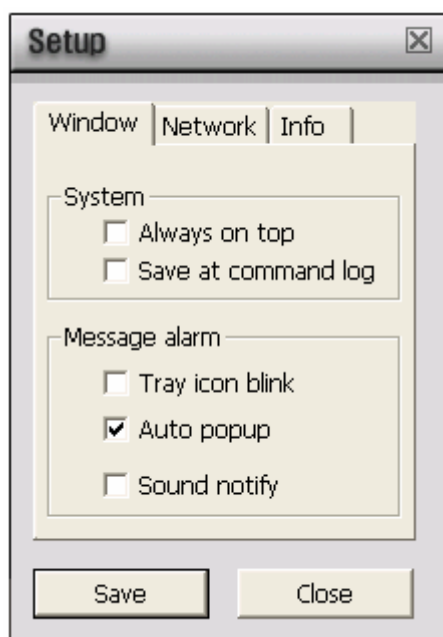 Setup
Window Network Info
System
Always on top
Save at command log
Message alarm
Tray icon blink
Auto popup
Sound notify
Save Close